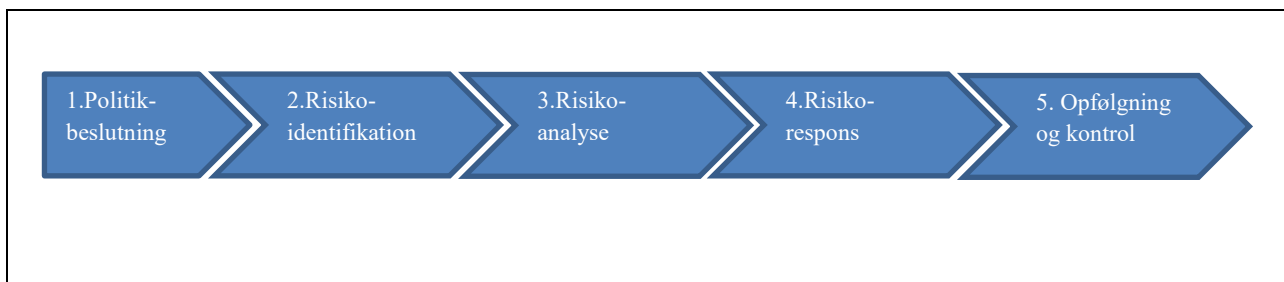 1.Politik-
beslutning
2.Risiko-
identifikation
3.Risiko-
analyse
4.Risiko-
respons
5. Opfølgning
og kontrol